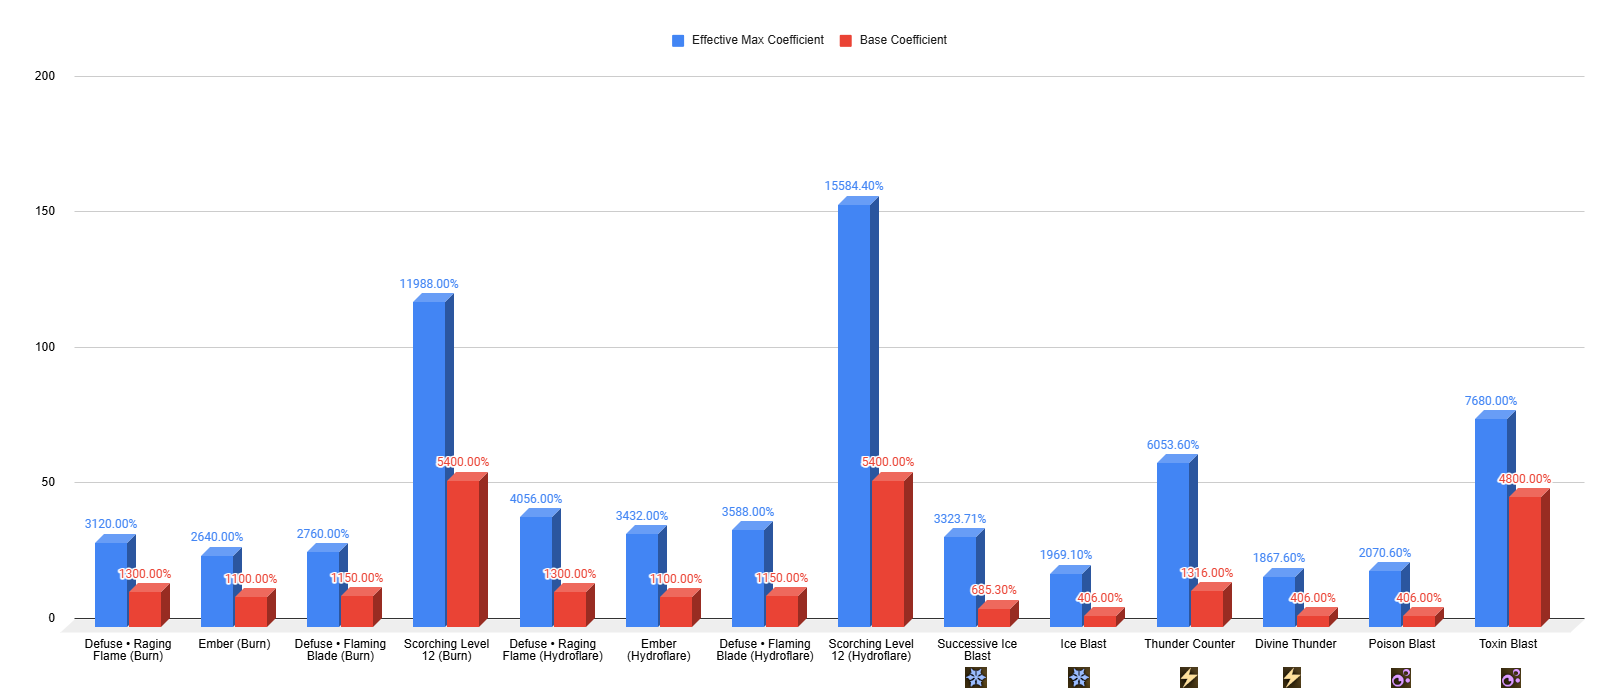 Effective Max Coefficient
Base Coefficient
200
150
100
50
0
3120.00%
1300.00%
2640.00%
1100.00%
2760.00%
1150.00%
11988.00%
5400.00%
4056.00%
1300.00%
3432.00%
1100.00%
3588.00%
1150.00%
15584.40%
5400.00%
3323.71%
685.30%
1969.10%
406.00%
6053.60%
1316.00%
1867.60%
406.00%
2070.60%
406.00%
7680.00%
4800.00%
Defuse • Raging
Flame (Burn)
Ember (Burn)
Defuse • Flaming
Blade (Burn)
Scorching Level
12 (Burn)
Defuse • Raging
Flame (Hydroflare)
Ember
(Hydroflare)
Defuse • Flaming
Blade (Hydroflare)
Scorching Level
12 (Hydroflare)
Successive Ice
Blast
Ice Blast
Thunder Counter
Divine Thunder
Poison Blast
Toxin Blast